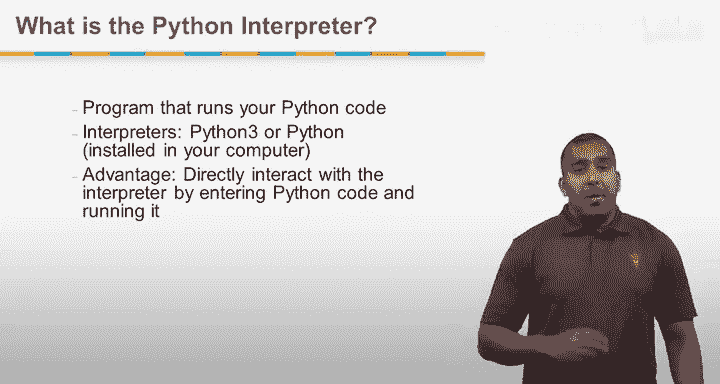 What is the Python Interpreter?
- Program that runs your Python code
- Interpreters: Python3 or Python
(installed in your computer)
- Advantage: Directly interact with the
interpreter by entering Python code and
running it